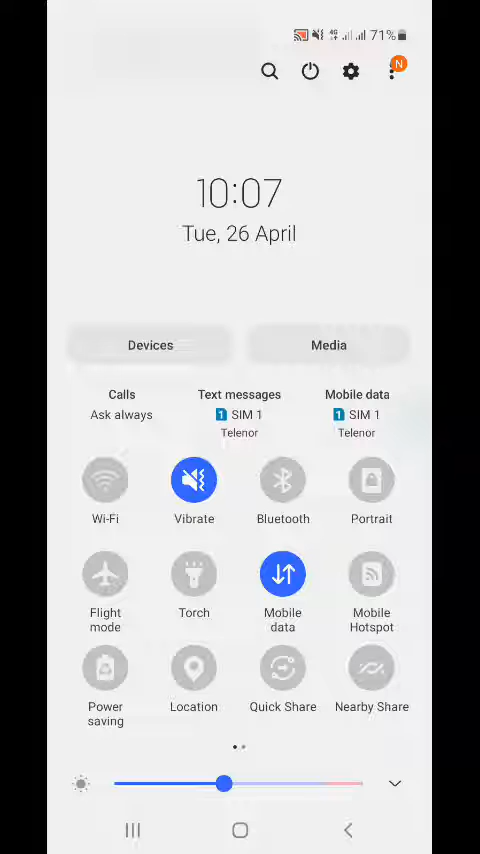 4G 71%
N
10:07
Tue, 26 April
Devices Media
Calls Text messages Mobile data
Ask always 1 SIM 1 1 SIM 1
Telenor Telenor
Wi-Fi Vibrate Bluetooth Portrait
Flight mode Torch Mobile data Mobile Hotspot
Power saving Location Quick Share Nearby Share